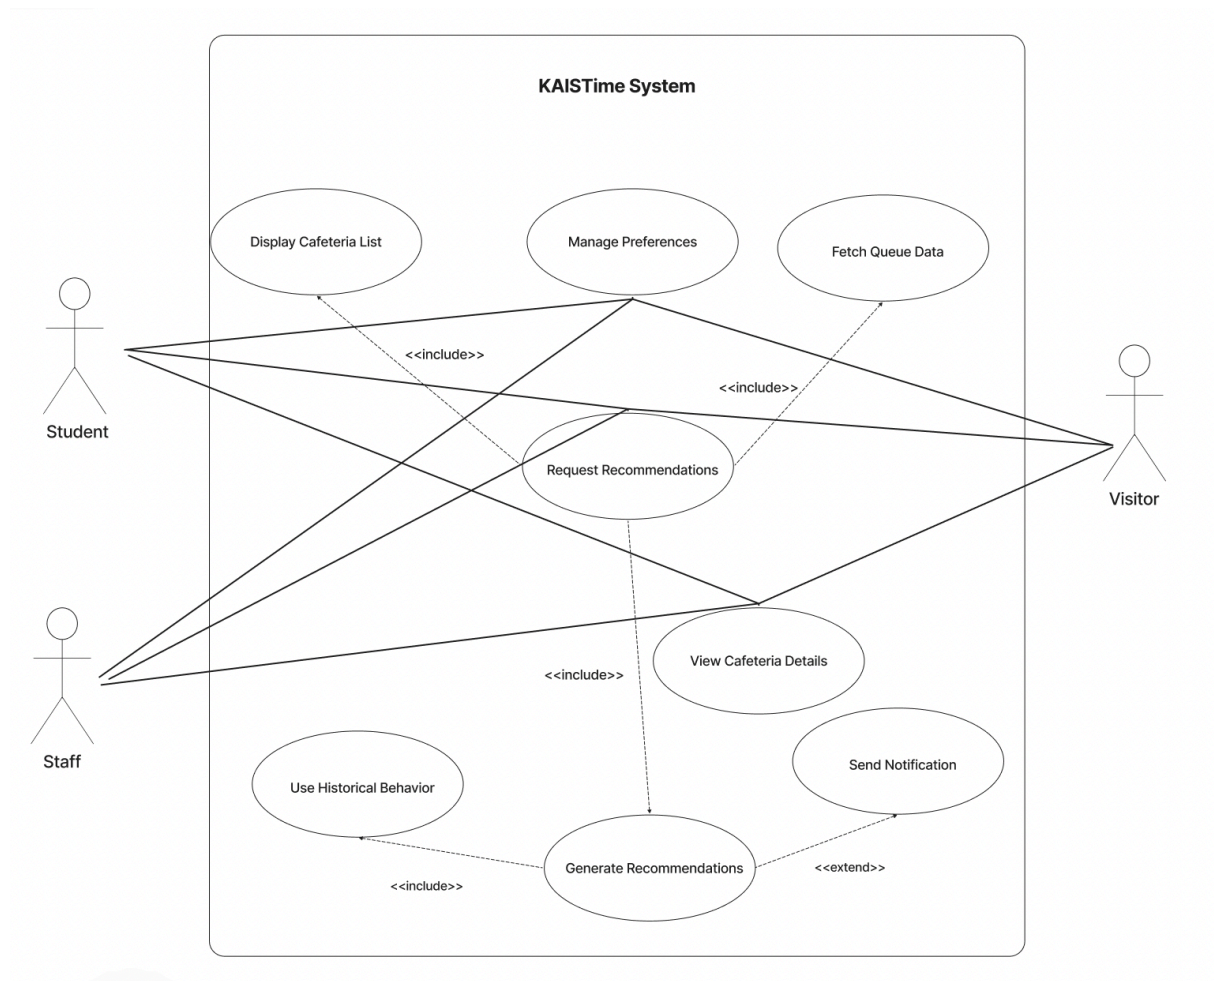 KAISTime System
Display Cafeteria List
Manage Preferences
Fetch Queue Data
<<include>>
<<include>>
Student
Request Recommendations
Visitor
View Cafeteria Details
<<include>>
Staff
Use Historical Behavior
Send Notification
Generate Recommendations
<<extend>>
<<include>>